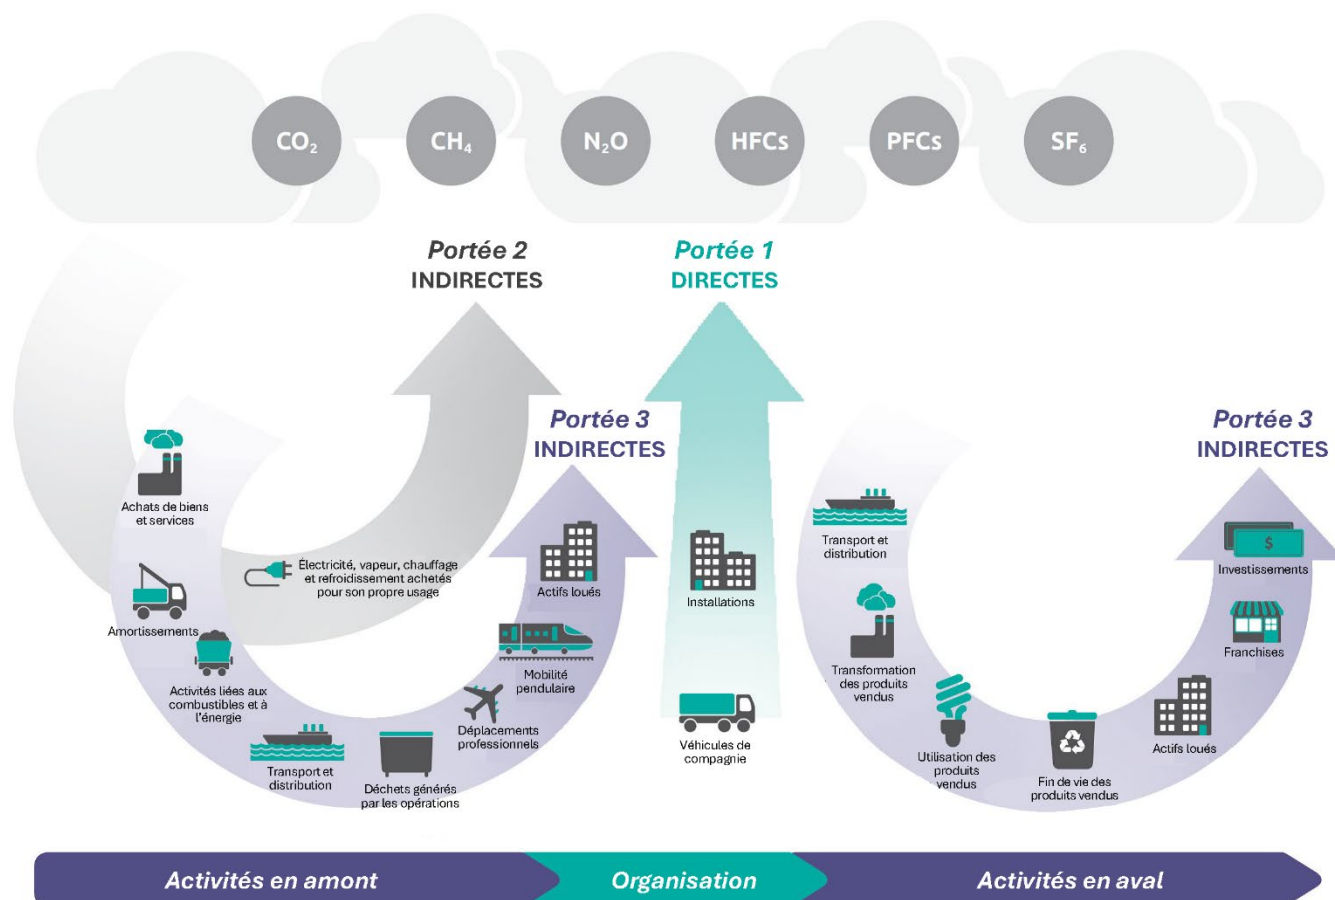 CO₂
CH₄
N₂O
HFCs
PFCs
SF₆
Portée 2
INDIRECTES
Portée 1
DIRECTES
Portée 3
INDIRECTES
Portée 3
INDIRECTES
Achats de biens
et services
Électricité, vapeur, chauffage
et refroidissement achetés
pour son propre usage
Amortissements
Activités liées aux
combustibles et à
l'énergie
Transport et
distribution
Déchets générés
par les opérations
Déplacements
professionnels
Mobilité
pendulaire
Actifs loués
Installations
Véhicules de
compagnie
Transport et
distribution
Transformation
des produits
vendus
Utilisation des
produits
vendus
Fin de vie des
produits vendus
Actifs loués
Franchises
$
Investissements
Activités en amont
Organisation
Activités en aval